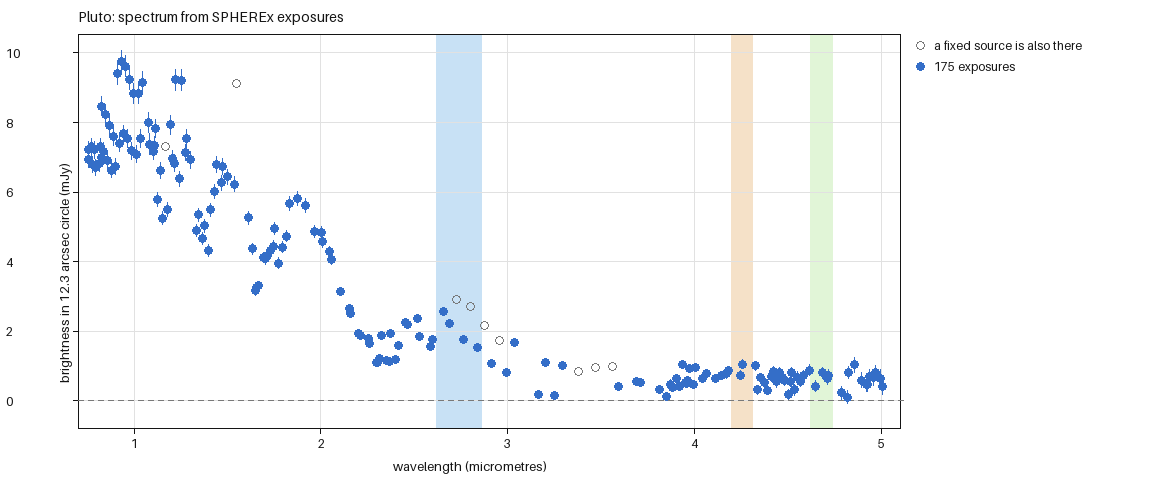 Pluto: spectrum from SPHEREx exposures
a fixed source is also there
175 exposures
brightness in 12.3 arcsec circle (mJy)
10
8
6
4
2
0
1
2
3
4
5
wavelength (micrometres)